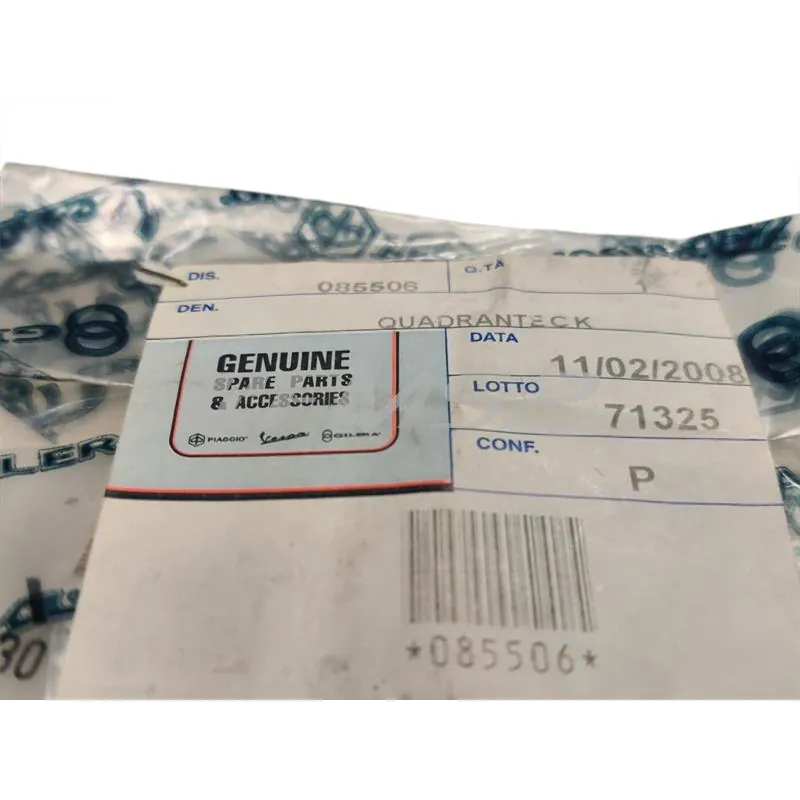 DIS. 085506 Q.TÀ 1
DEN. QUADRANTECK
GENUINE
SPARE PARTS
& ACCESSORIES
PIAGGIO Vespa GILERA
DATA
11/02/2008
LOTTO
71325
CONF.
P
*085506*
30